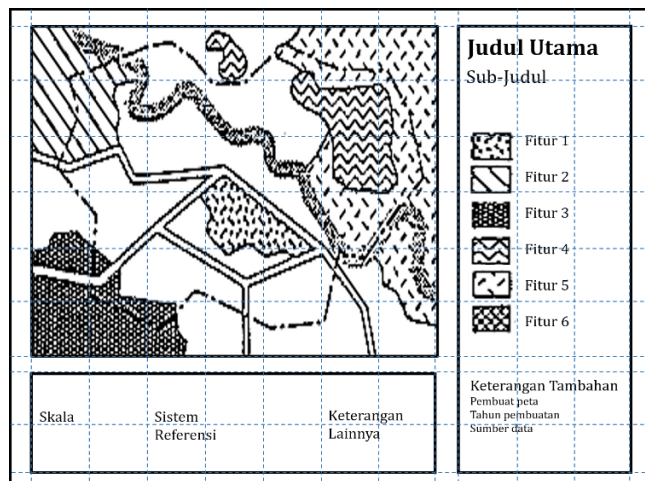 Judul Utama
Sub-Judul
Fitur 1
Fitur 2
Fitur 3
Fitur 4
Fitur 5
Fitur 6
Skala
Sistem
Referensi
Keterangan
Lainnya
Keterangan Tambahan
Pembuat peta
Tahun pembuatan
Sumber data